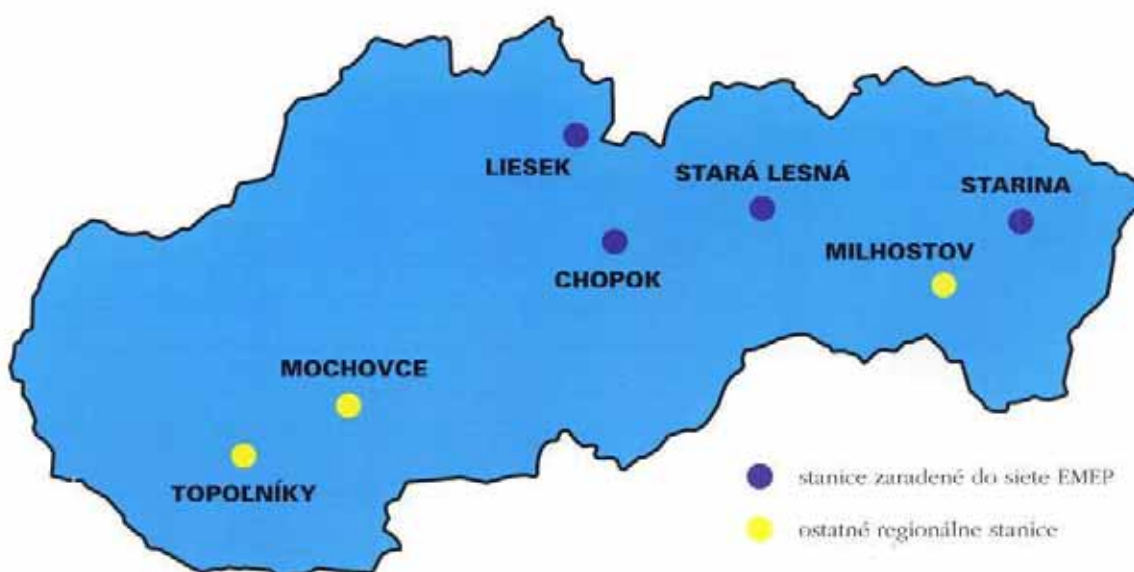 LIESEK
STARÁ LESNÁ
STARINA
CHOPOK
MILHOSTOV
MOCHOVCE
TOPOĽNÍKY
stanice zaradené do siete EMEP
ostatné regionálne stanice